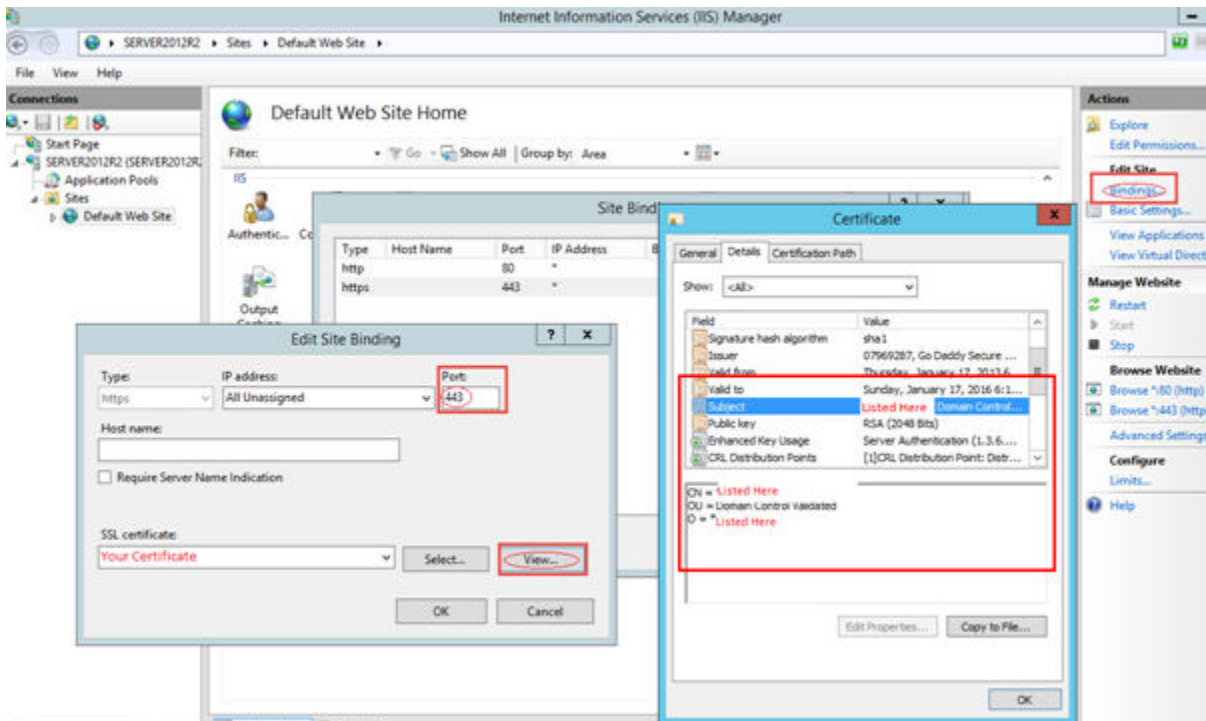 Internet Information Services (IIS) Manager
SERVER2012R2 Sites Default Web Site
File View Help
Connections
Start Page
SERVER2012R2 (SERVER2012R
Application Pools
Sites
Default Web Site
Default Web Site Home
Filter: Go Show All Group by: Area
IIS
Authentic...
Output
Site Bind
Type Host Name Port IP Address
http 80 *
https 443 *
Edit Site Binding
? x
Type: IP address: Port:
https All Unassigned 443
Host name:
Require Server Name Indication
SSL certificate:
Your Certificate Select... View...
OK Cancel
Certificate
x
General Details Certification Path
Show: <All>
Field Value
Signature hash algorithm sha1
Issuer 07969287, Go Daddy Secure ...
Valid from Thursday, January 17, 2013 6...
Valid to Sunday, January 17, 2016 6:1...
Subject Listed Here Domain Control...
Public key RSA (2048 Bits)
Enhanced Key Usage Server Authentication (1.3.6....
CRL Distribution Points [1]CRL Distribution Point: Distr...
CN = Listed Here
OU = Domain Control Validated
O = *Listed Here
Edit Properties... Copy to File...
OK
Actions
Explore
Edit Permissions...
Edit Site
Bindings...
Basic Settings...
View Applications
View Virtual Direct
Manage Website
Restart
Start
Stop
Browse Website
Browse *:80 (http)
Browse *:443 (http
Advanced Settings
Configure
Limits...
Help